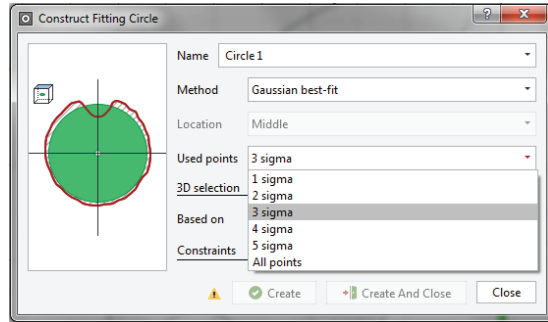 Construct Fitting Circle
?
X
Name Circle 1
Method Gaussian best-fit
Location Middle
Used points 3 sigma
1 sigma
3D selection
2 sigma
3 sigma
Based on
4 sigma
5 sigma
Constraints
All points
Create Create And Close Close